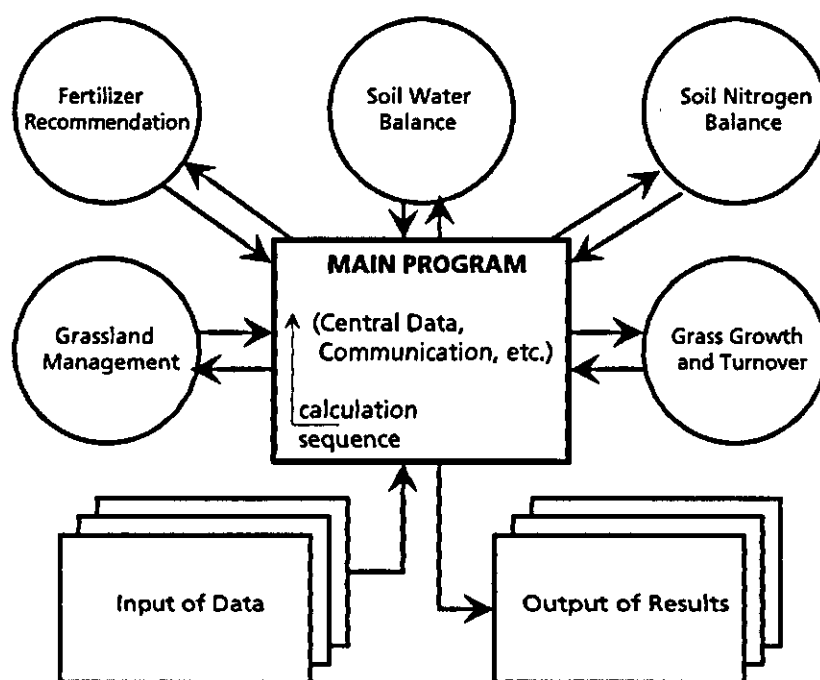 Fertilizer
Recommendation
Soil Water
Balance
Soil Nitrogen
Balance
MAIN PROGRAM
(Central Data,
Communication, etc.)
calculation
sequence
Grassland
Management
Grass Growth
and Turnover
Input of Data
Output of Results